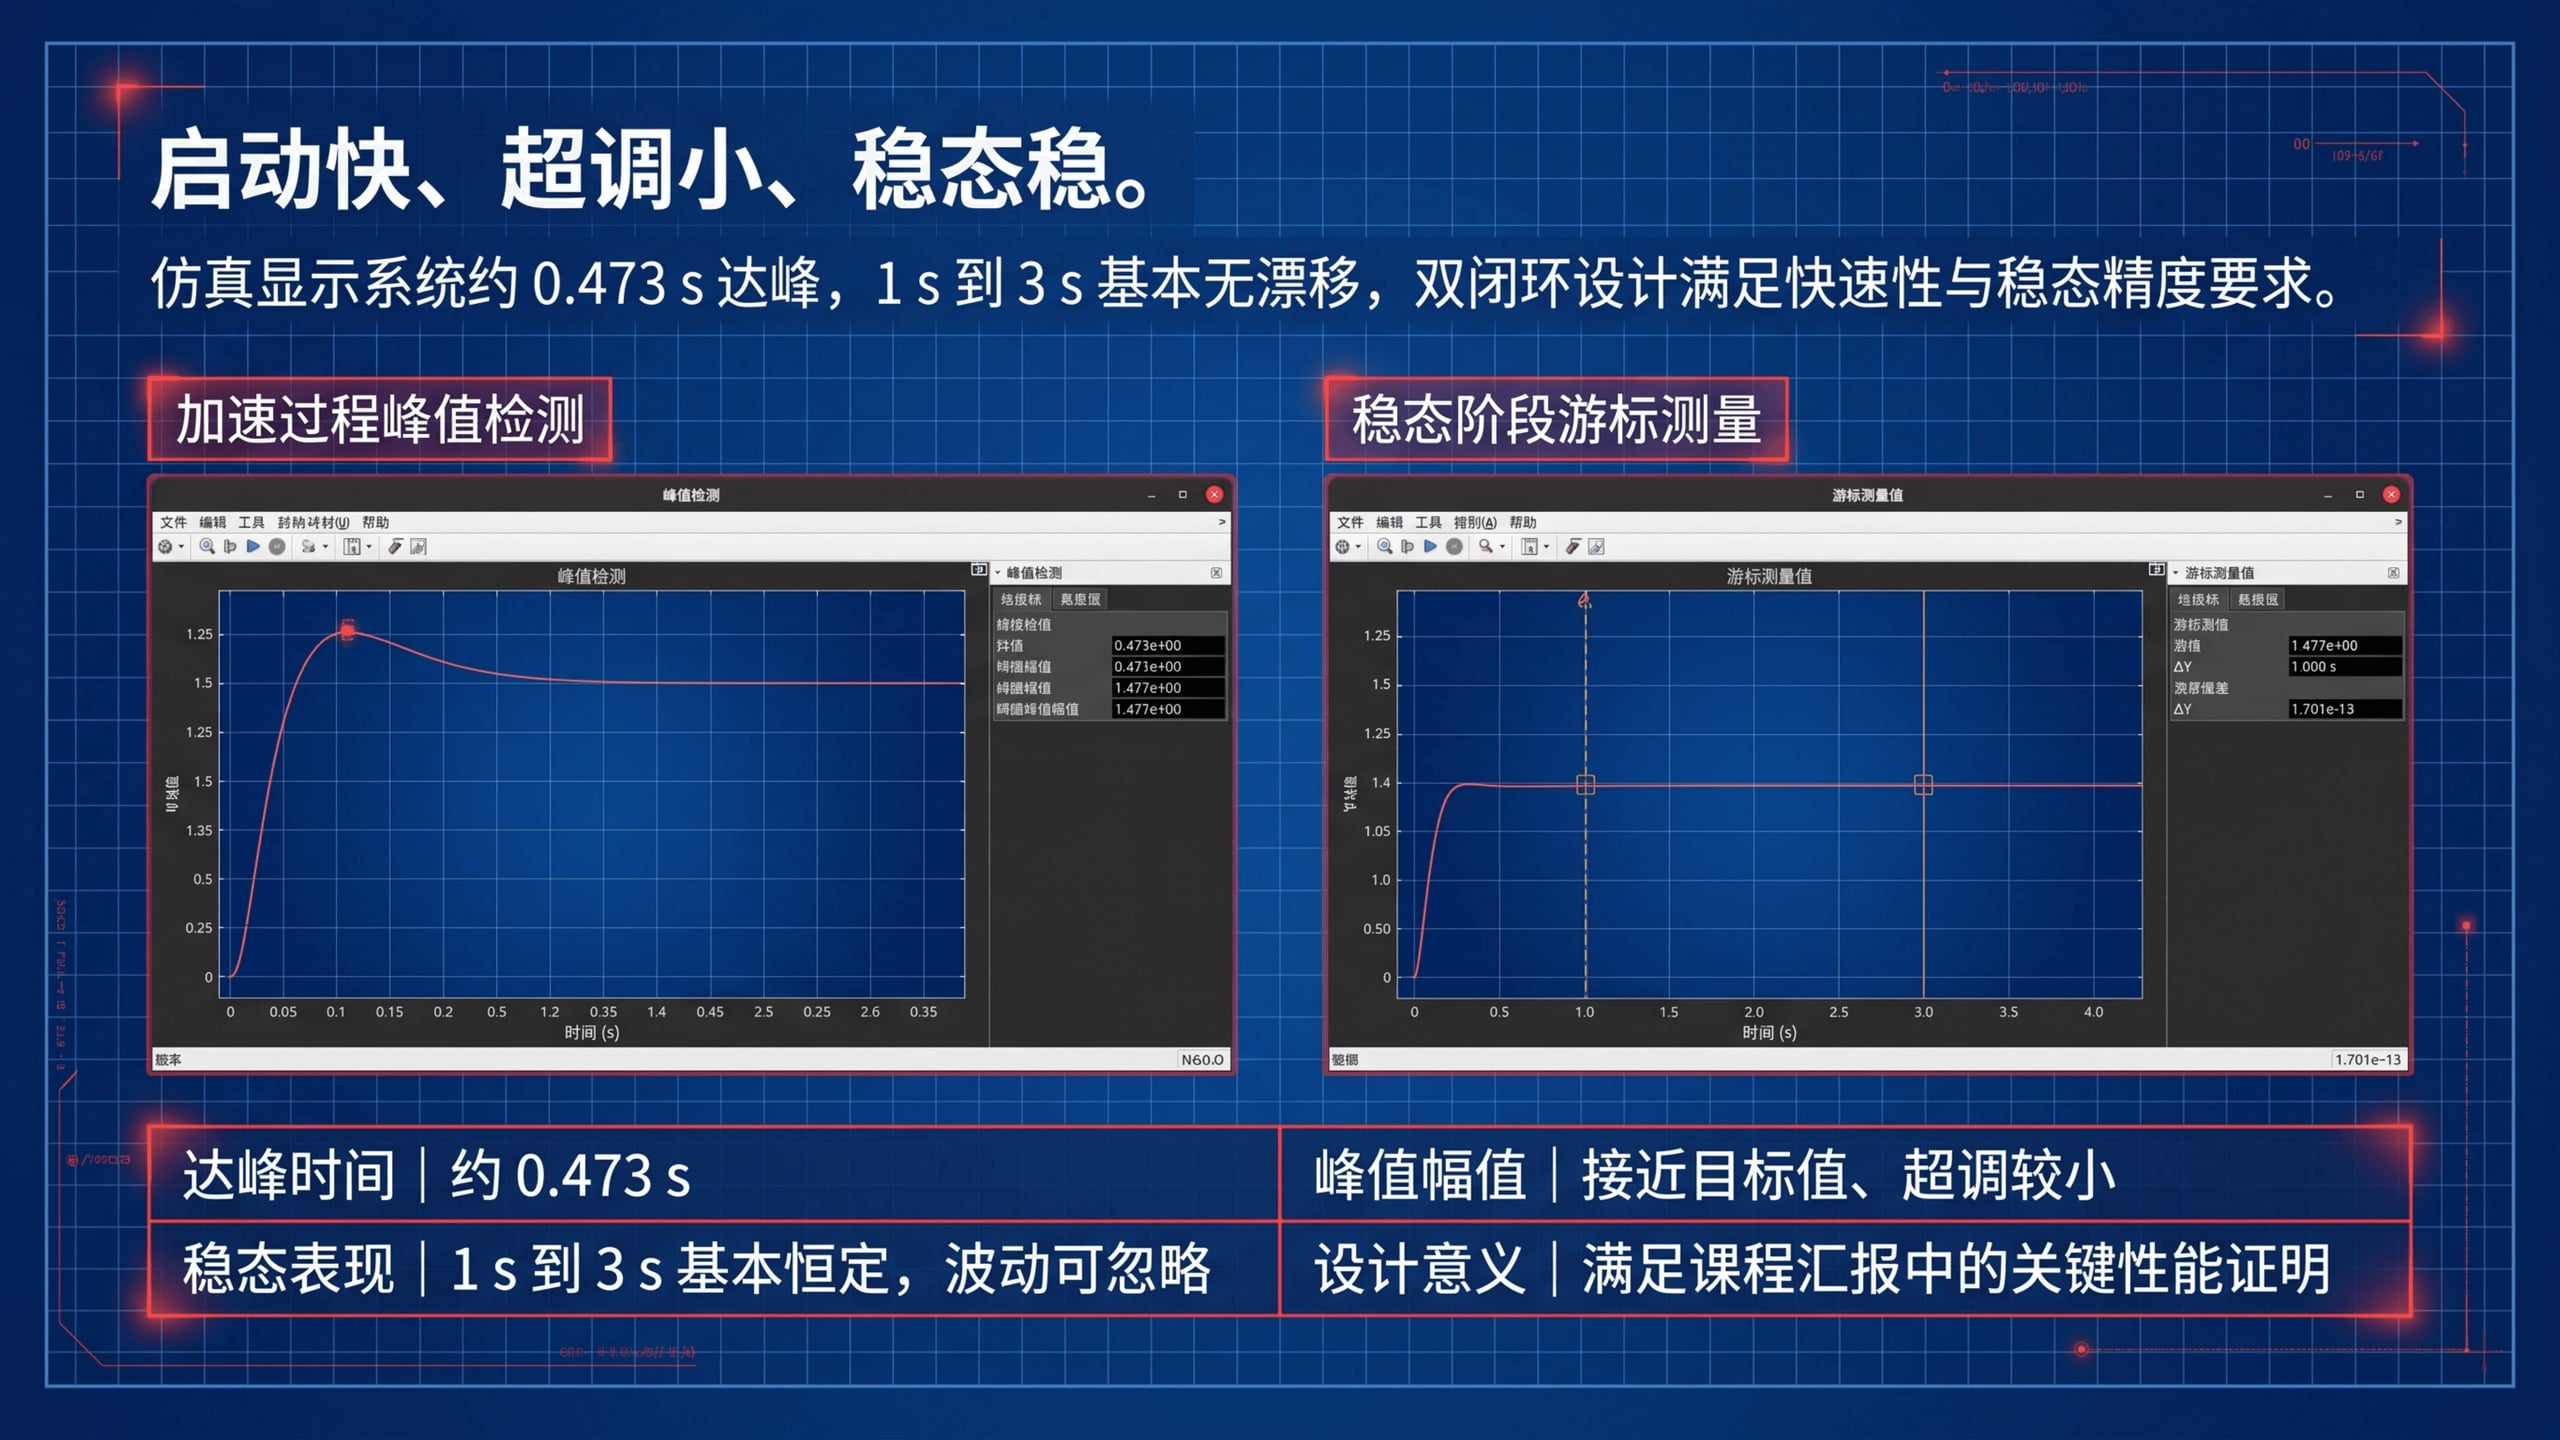 启动快、超调小、稳态稳。
仿真显示系统约 0.473 s 达峰，1 s 到 3 s 基本无漂移，双闭环设计满足快速性与稳态精度要求。
加速过程峰值检测
峰值检测
文件 编辑 工具 帮助
峰值检测
1.25
1.5
1.25
1.5
1.35
0.5
0.25
0
0 0.05 0.1 0.15 0.2 0.5 1.2 0.35 1.4 0.45 2.5 0.25 2.6 0.35
时间 (s)
峰值检测
0.473e+00
0.473e+00
1.477e+00
1.477e+00
N60.0
稳态阶段游标测量
游标测量值
文件 编辑 工具 帮助
游标测量值
1.25
1.5
1.25
1.4
1.05
1.0
0.50
0
0 0.5 1.0 1.5 2.0 2.5 3.0 3.5 4.0
时间 (s)
游标测量值
1 477e+00
ΔY 1.000 s
ΔY 1.701e-13
1.701e-13
达峰时间｜约 0.473 s
峰值幅值｜接近目标值、超调较小
稳态表现｜1 s 到 3 s 基本恒定，波动可忽略
设计意义｜满足课程汇报中的关键性能证明